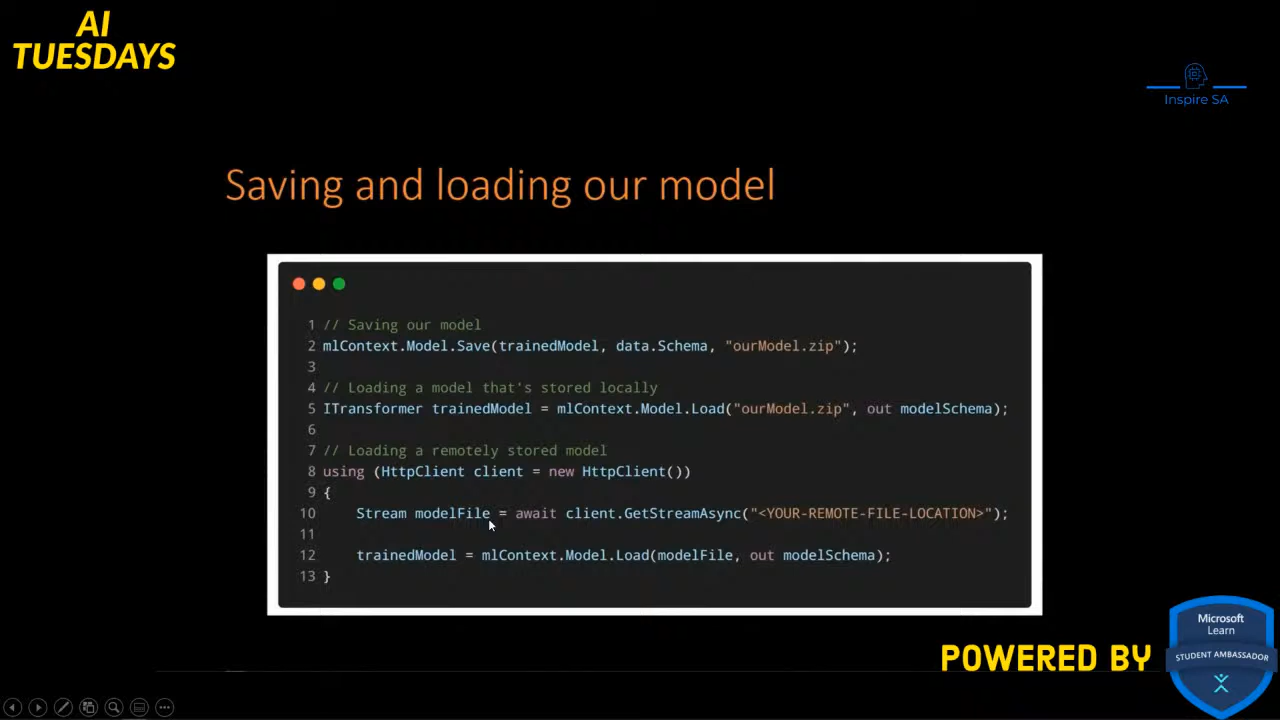 AI
TUESDAYS
Inspire SA
Saving and loading our model
1 // Saving our model
2 mlContext.Model.Save(trainedModel, data.Schema, "ourModel.zip");
3
4 // Loading a model that's stored locally
5 ITransformer trainedModel = mlContext.Model.Load("ourModel.zip", out modelSchema);
6
7 // Loading a remotely stored model
8 using (HttpClient client = new HttpClient())
9 {
10 Stream modelFile = await client.GetStreamAsync("<YOUR-REMOTE-FILE-LOCATION>");
11
12 trainedModel = mlContext.Model.Load(modelFile, out modelSchema);
13 }
POWERED BY
Microsoft
Learn
STUDENT AMBASSADOR